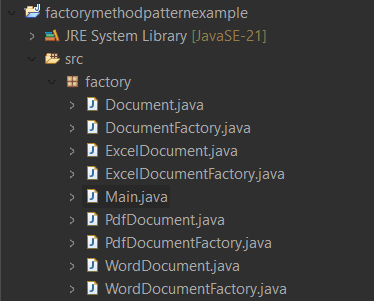 factorymethodpatternexample
JRE System Library [JavaSE-21]
src
factory
Document.java
DocumentFactory.java
ExcelDocument.java
ExcelDocumentFactory.java
Main.java
PdfDocument.java
PdfDocumentFactory.java
WordDocument.java
WordDocumentFactory.java